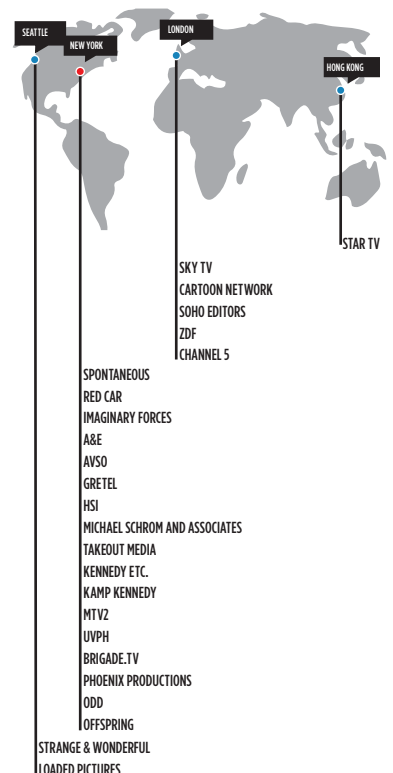 SEATTLE
NEW YORK
LONDON
HONG KONG
STAR TV
SKY TV
CARTOON NETWORK
SOHO EDITORS
ZDF
CHANNEL 5
SPONTANEOUS
RED CAR
IMAGINARY FORCES
A&E
AVSO
GRETEL
HSI
MICHAEL SCHROM AND ASSOCIATES
TAKEOUT MEDIA
KENNEDY ETC.
KAMP KENNEDY
MTV2
UVPH
BRIGADE.TV
PHOENIX PRODUCTIONS
ODD
OFFSPRING
STRANGE & WONDERFUL
LOADED PICTURES